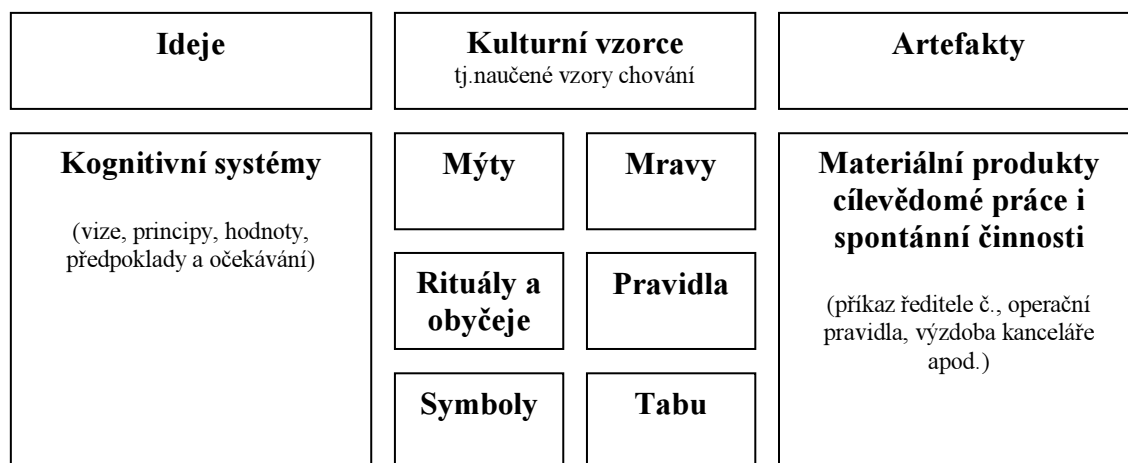 Ideje
Kulturní vzorce
tj.naučené vzory chování
Artefakty
Kognitivní systémy
(vize, principy, hodnoty,
předpoklady a očekávání)
Mýty
Mravy
Rituály a
obyčeje
Pravidla
Symboly
Tabu
Materiální produkty
cílevědomé práce i
spontánní činnosti
(příkaz ředitele č., operační
pravidla, výzdoba kanceláře
apod.)